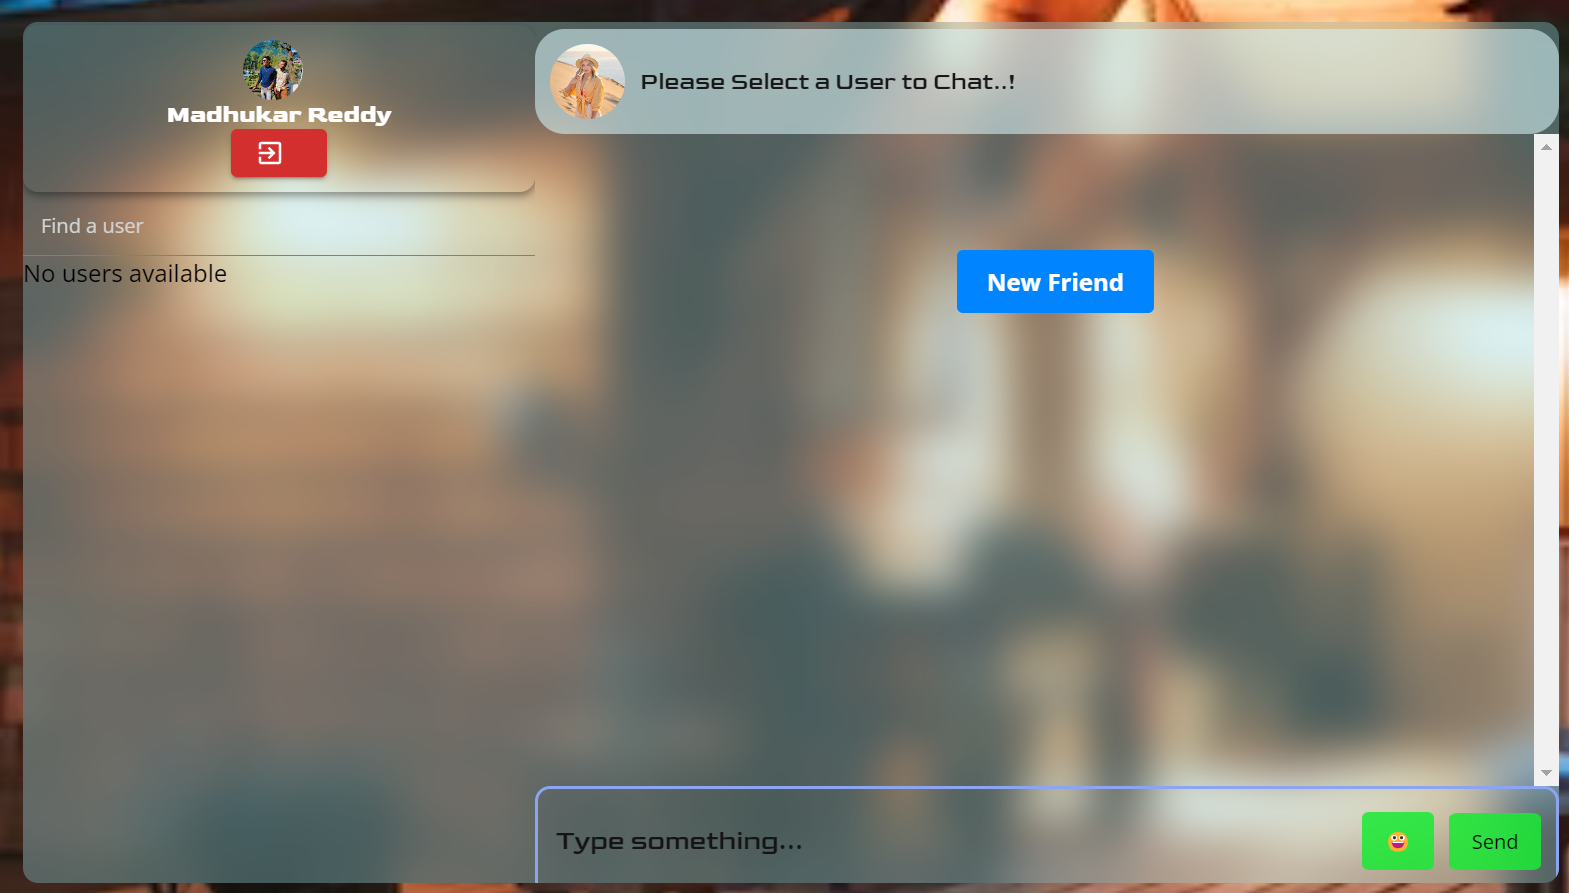 Madhukar Reddy
Find a user
No users available
Please Select a User to Chat..!
New Friend
Type something...
Send